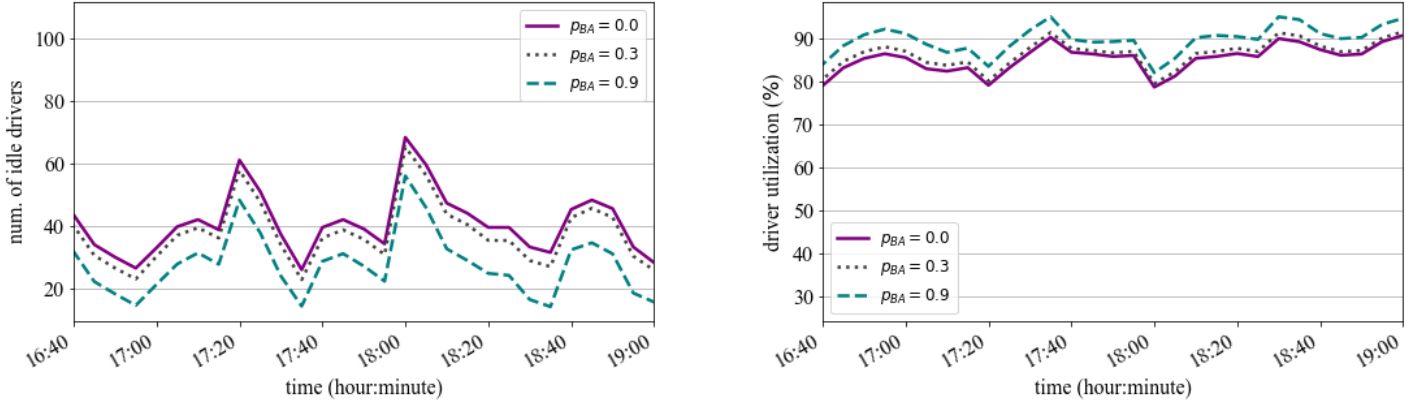 num. of idle drivers
100
80
60
40
20
16:40
17:00
17:20
17:40
18:00
18:20
18:40
19:00
time (hour:minute)
p_BA = 0.0
p_BA = 0.3
p_BA = 0.9
driver utilization (%)
90
80
70
60
50
40
30
16:40
17:00
17:20
17:40
18:00
18:20
18:40
19:00
time (hour:minute)
p_BA = 0.0
p_BA = 0.3
p_BA = 0.9